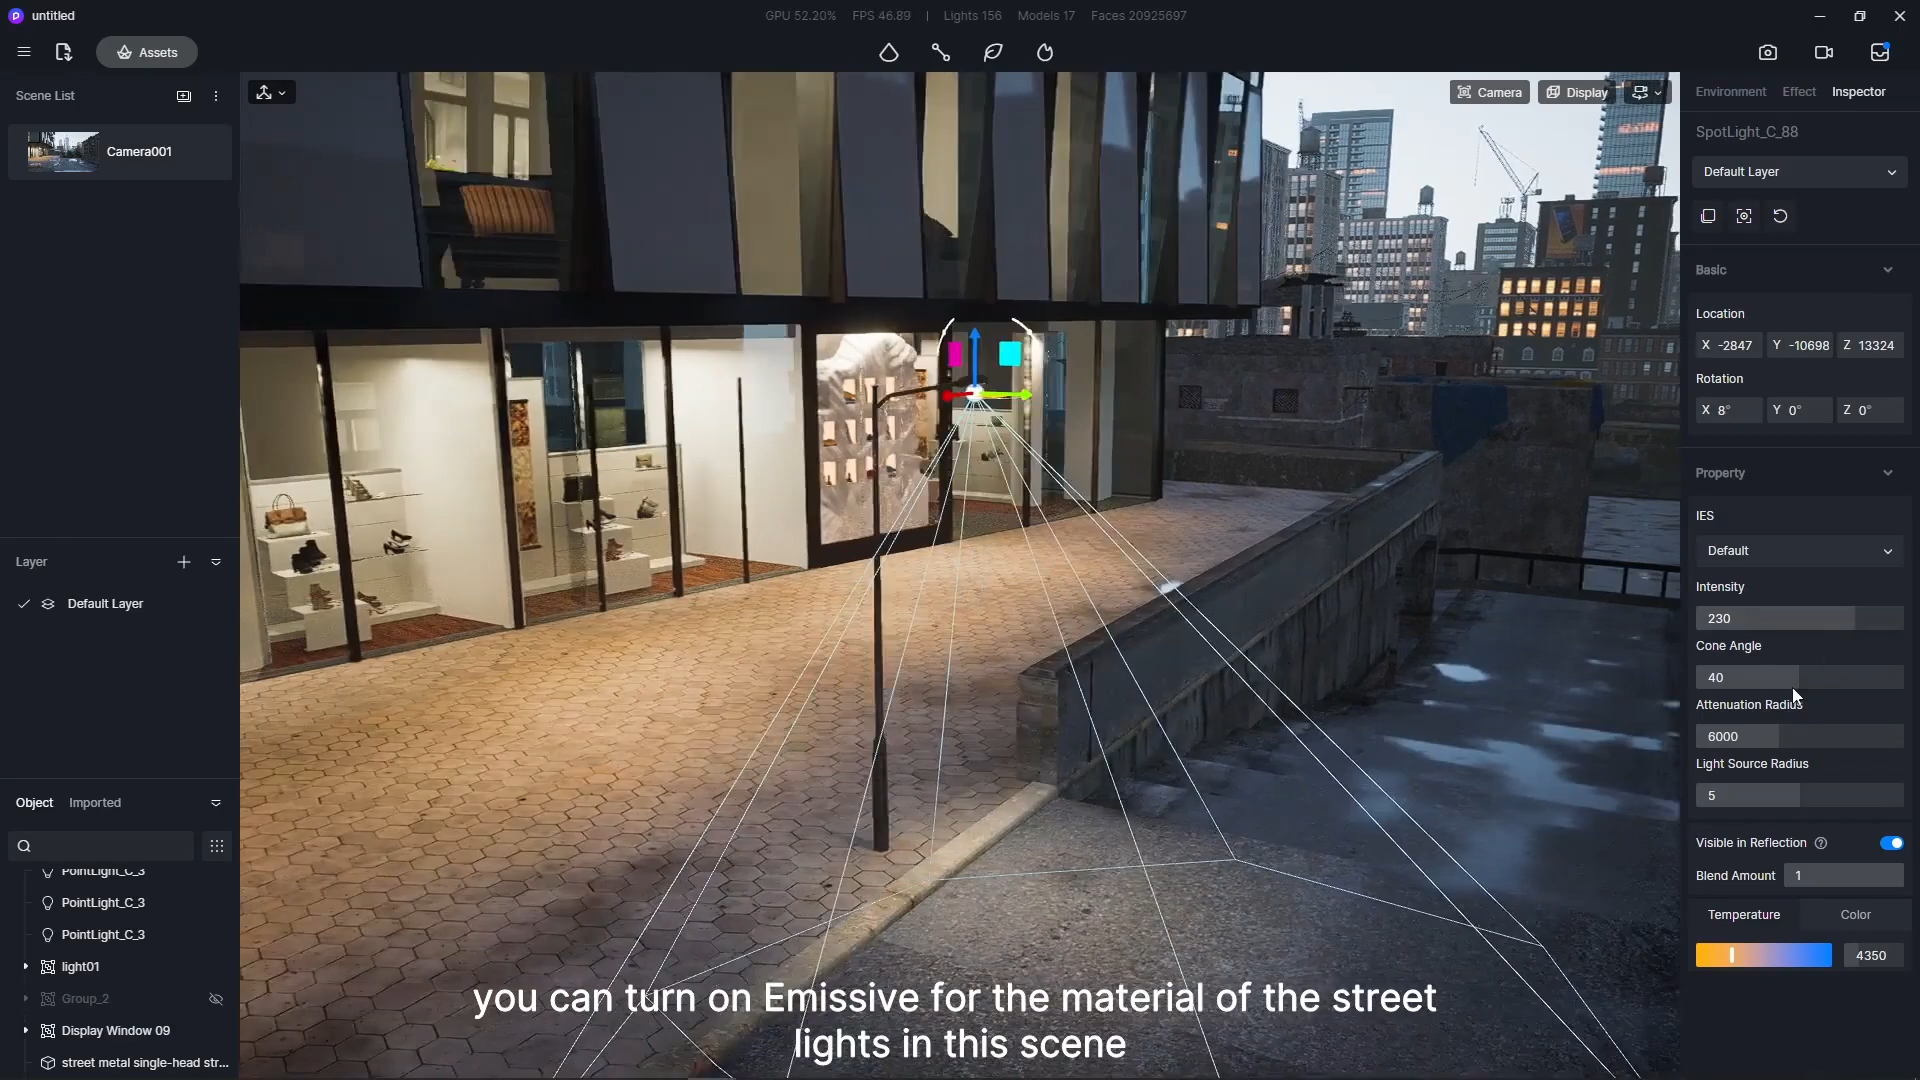 untitled
GPU 52.20% FPS 46.89 | Lights 156 Models 17 Faces 20925697
Assets
Scene List
Camera001
Layer
Default Layer
Object Imported
PointLight_C_3
PointLight_C_3
PointLight_C_3
light01
Group_2
Display Window 09
street metal single-head str...
Camera Display
you can turn on Emissive for the material of the street
lights in this scene
Environment Effect Inspector
SpotLight_C_88
Default Layer
Basic
Location
X -2847 Y -10698 Z 13324
Rotation
X 8° Y 0° Z 0°
Property
IES
Default
Intensity
230
Cone Angle
40
Attenuation Radius
6000
Light Source Radius
5
Visible in Reflection
Blend Amount 1
Temperature Color
4350